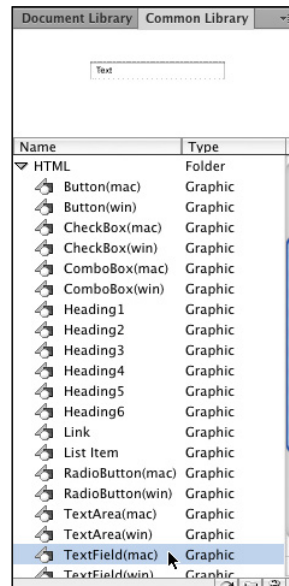 Document Library Common Library
Text
Name Type
HTML Folder
Button(mac) Graphic
Button(win) Graphic
CheckBox(mac) Graphic
CheckBox(win) Graphic
ComboBox(mac) Graphic
ComboBox(win) Graphic
Heading1 Graphic
Heading2 Graphic
Heading3 Graphic
Heading4 Graphic
Heading5 Graphic
Heading6 Graphic
Link Graphic
List Item Graphic
RadioButton(mac) Graphic
RadioButton(win) Graphic
TextArea(mac) Graphic
TextArea(win) Graphic
TextField(mac) Graphic
TextField(win) Graphic